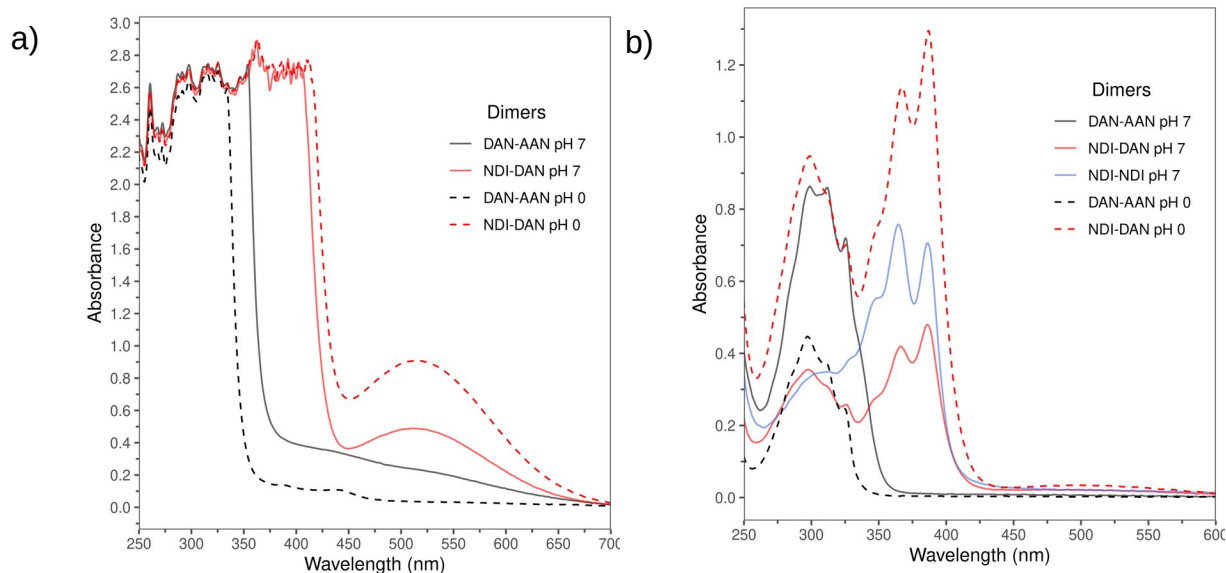 a)
3.0
2.8
2.6
2.4
2.2
2.0
1.8
1.6
1.4
1.2
1.0
0.8
0.6
0.4
0.2
0.0
Absorbance
250 300 350 400 450 500 550 600 650 700
Wavelength (nm)
Dimers
DAN-AAN pH 7
NDI-DAN pH 7
DAN-AAN pH 0
NDI-DAN pH 0
b)
1.2
1.0
0.8
0.6
0.4
0.2
0.0
Absorbance
250 300 350 400 450 500 550 600
Wavelength (nm)
Dimers
DAN-AAN pH 7
NDI-DAN pH 7
NDI-NDI pH 7
DAN-AAN pH 0
NDI-DAN pH 0